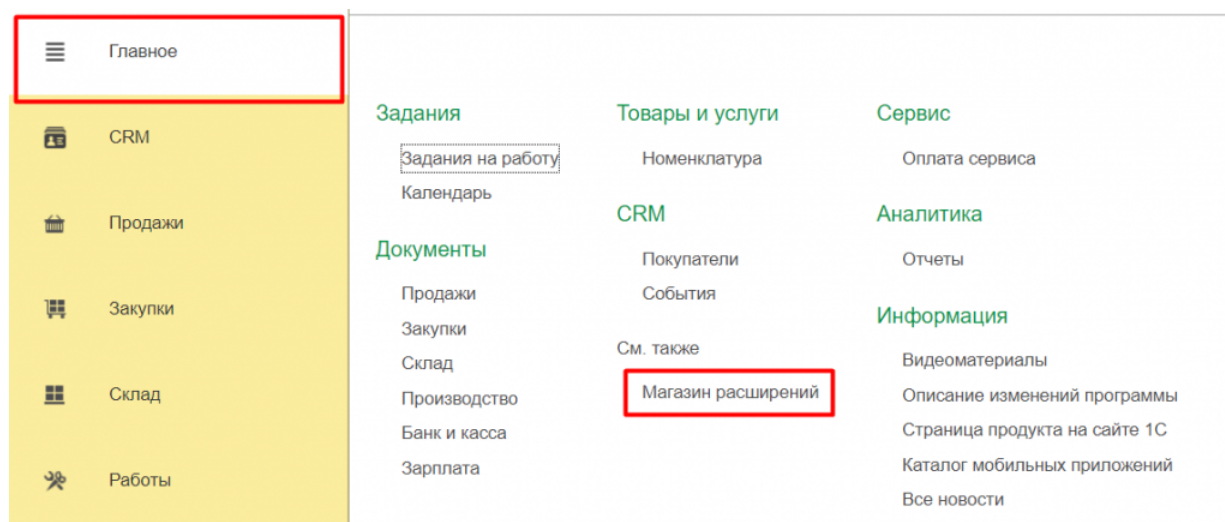 Главное
CRM
Продажи
Закупки
Склад
Работы
Задания
Задания на работу
Календарь
Документы
Продажи
Закупки
Склад
Производство
Банк и касса
Зарплата
Товары и услуги
Номенклатура
CRM
Покупатели
События
См. также
Магазин расширений
Сервис
Оплата сервиса
Аналитика
Отчеты
Информация
Видеоматериалы
Описание изменений программы
Страница продукта на сайте 1С
Каталог мобильных приложений
Все новости